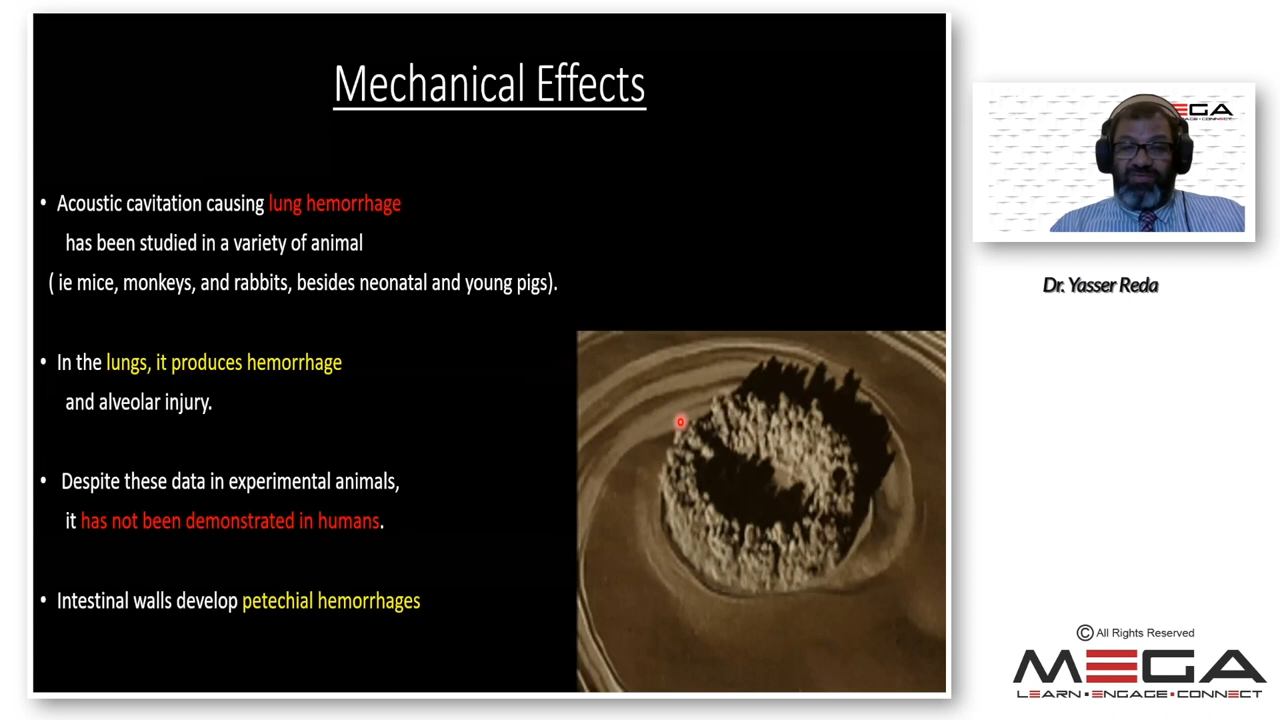 Mechanical Effects
• Acoustic cavitation causing lung hemorrhage
has been studied in a variety of animal
( ie mice, monkeys, and rabbits, besides neonatal and young pigs).
• In the lungs, it produces hemorrhage
and alveolar injury.
• Despite these data in experimental animals,
it has not been demonstrated in humans.
• Intestinal walls develop petechial hemorrhages
EGA
Dr. Yasser Reda
© All Rights Reserved
MEGA
LEARN ▪ ENGAGE ▪ CONNECT